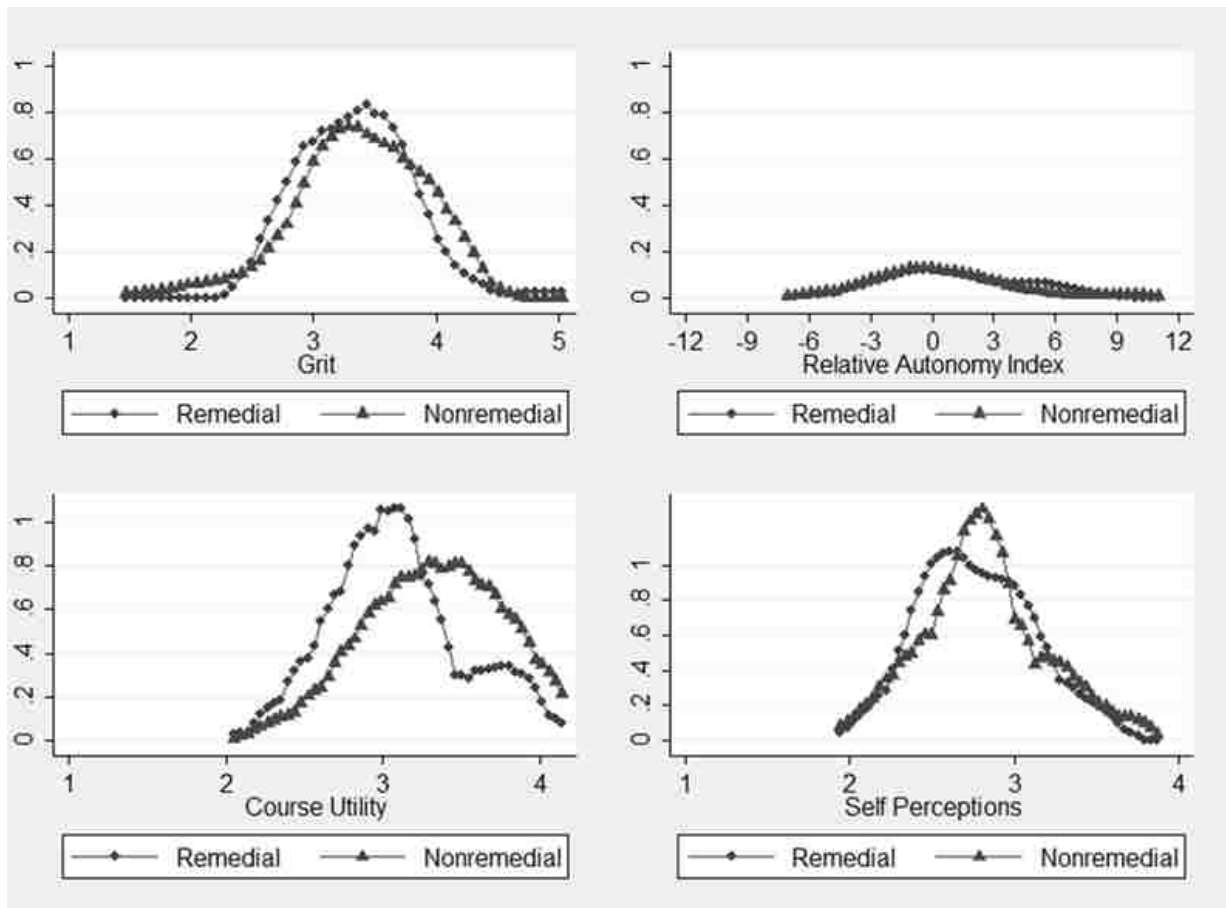 1
.8
.6
.4
.2
0
1 2 3 4 5
Grit
Remedial Nonremedial
1
.8
.6
.4
.2
0
-12 -9 -6 -3 0 3 6 9 12
Relative Autonomy Index
Remedial Nonremedial
1
.8
.6
.4
.2
0
1 2 3 4
Course Utility
Remedial Nonremedial
1
.8
.6
.4
.2
0
1 2 3 4
Self Perceptions
Remedial Nonremedial